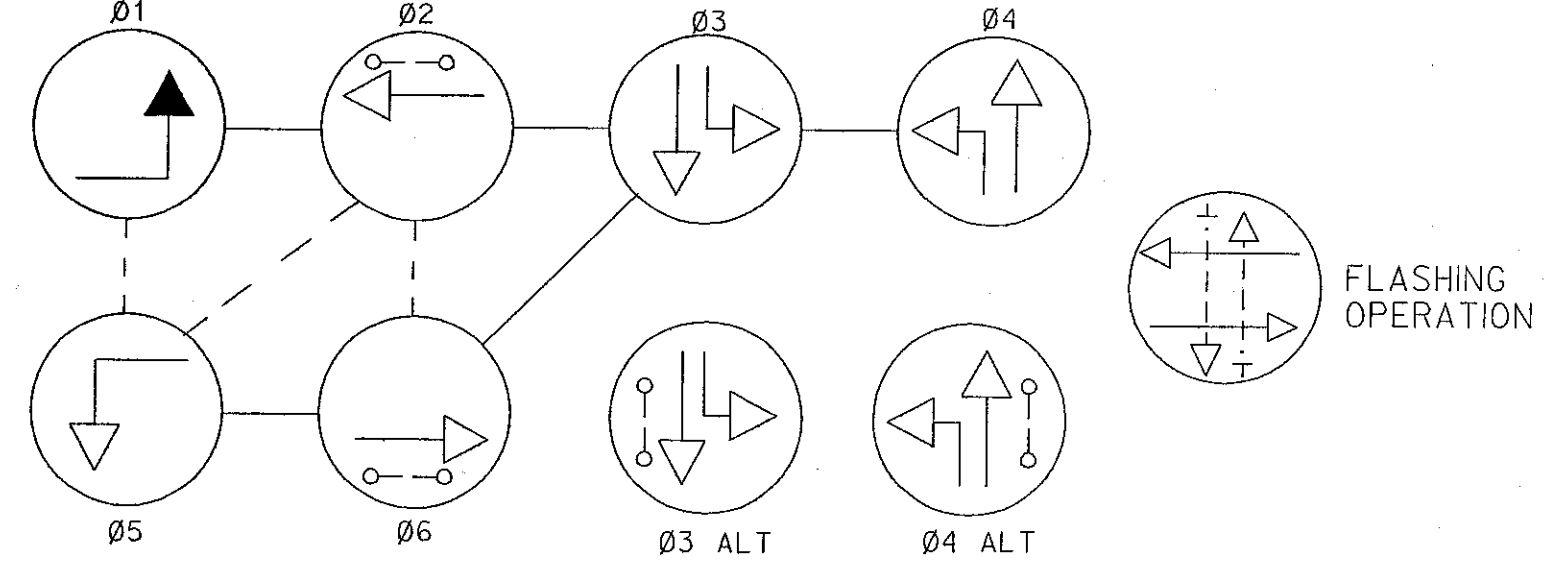 Ø1
Ø2
Ø3
Ø4
FLASHING
OPERATION
Ø5
Ø6
Ø3 ALT
Ø4 ALT